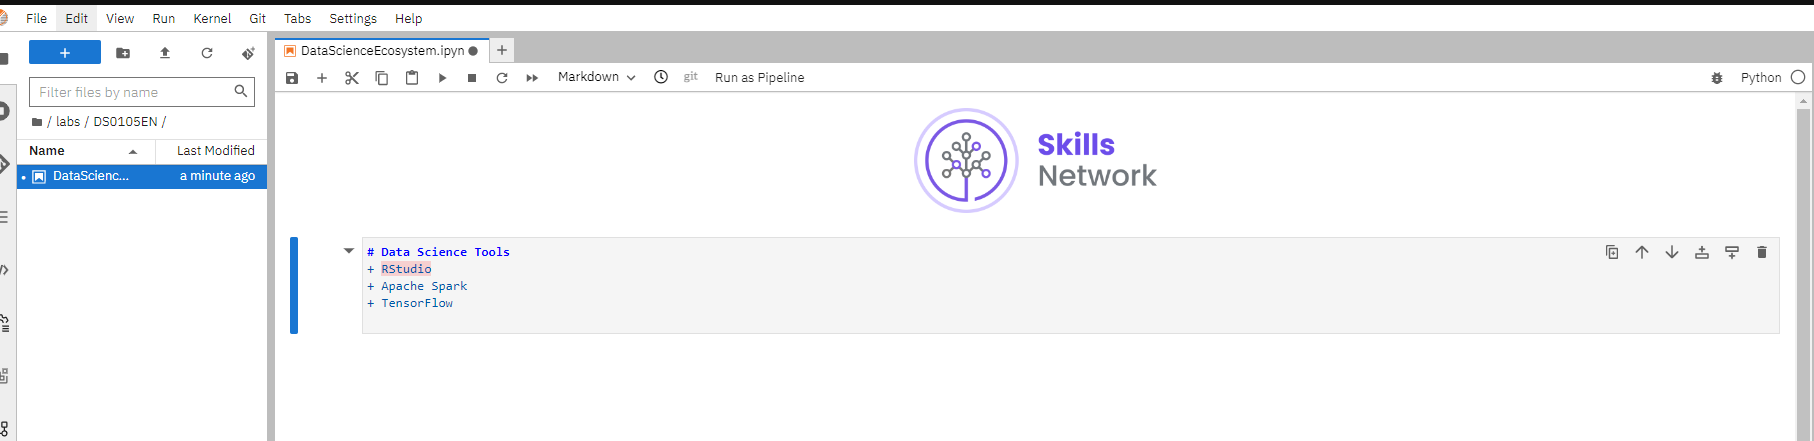 File Edit View Run Kernel Git Tabs Settings Help
+
DataScienceEcosystem.ipyn
+
Markdown git Run as Pipeline Python
Filter files by name
/ labs / DS0105EN /
Name Last Modified
DataScienc... a minute ago
Skills
Network
# Data Science Tools
+ RStudio
+ Apache Spark
+ TensorFlow